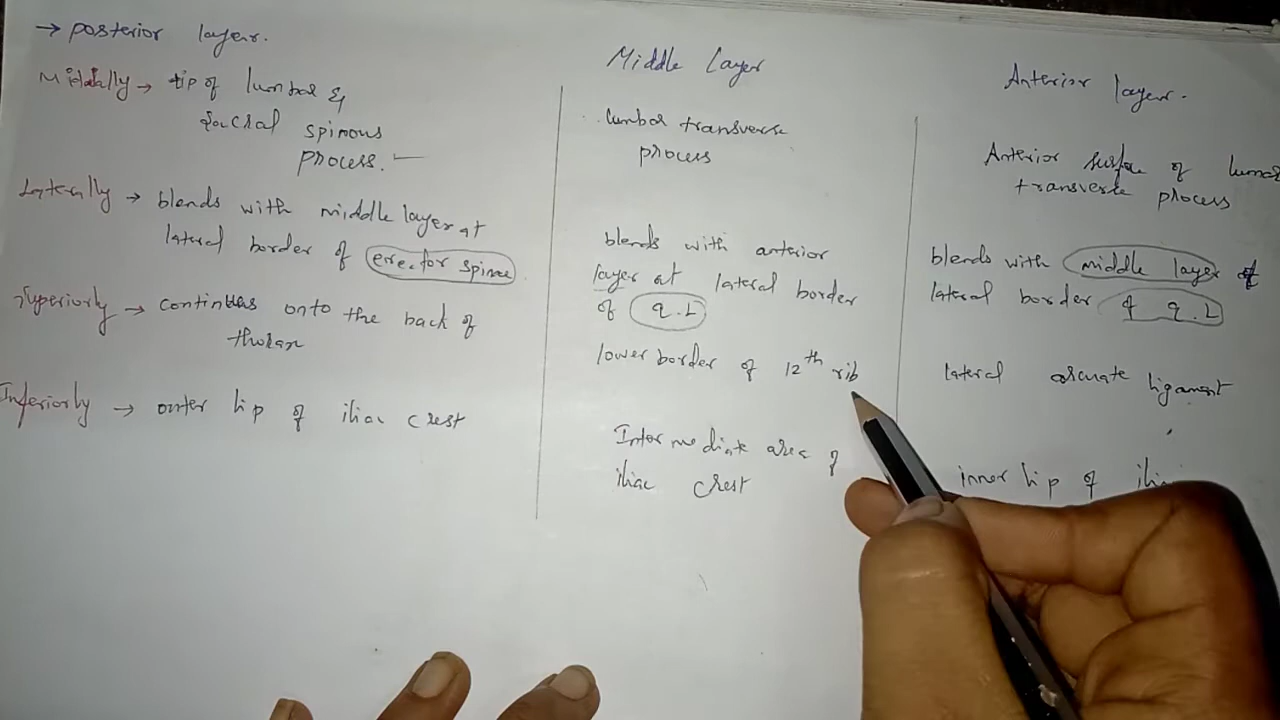 → posterior layer.
Midially → tip of lumbar &
sacral spinous
process.
Laterally → blends with middle layer at
lateral border of erector spinae
Superiorly → continues onto the back of
thorax
Inferiorly → outer lip of iliac crest
Middle Layer
lumbar transverse
process
blends with anterior
layer at lateral border
of q.L
lower border of 12th rib
Intermediate area of
iliac crest
Anterior layer.
Anterior surface of lumbar
transverse process
blends with middle layer of
lateral border of q.L
lateral arcuate ligament
inner lip of